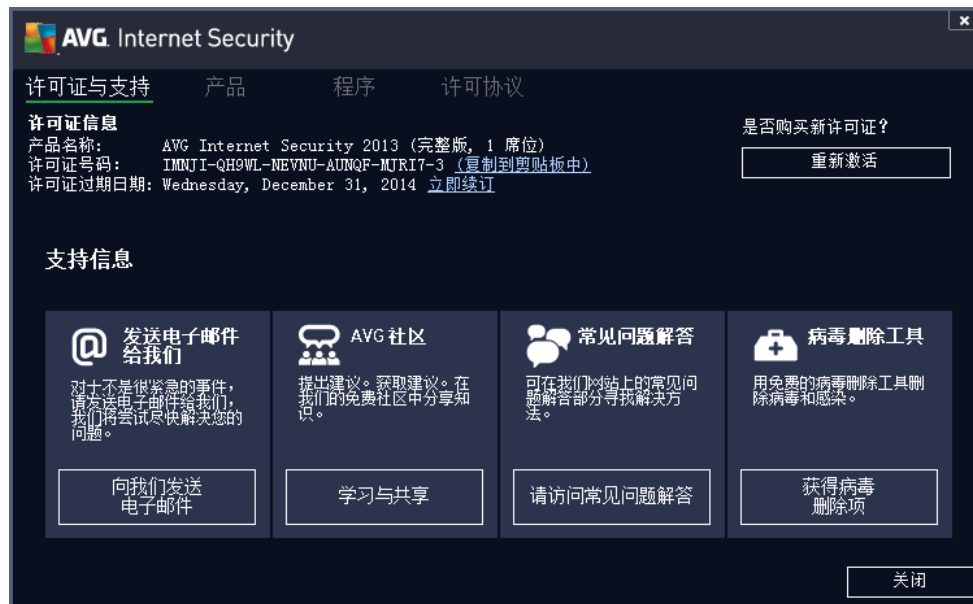 AVG. Internet Security
许可证与支持 产品 程序 许可协议
许可证信息
产品名称: AVG Internet Security 2013 (完整版, 1 席位)
许可证号码: IMNJI-QH9WL-NEVNU-AUNQF-MJRI7-3 (复制到剪贴板中)
许可证过期日期: Wednesday, December 31, 2014 立即续订
是否购买新许可证?
重新激活
支持信息
发送电子邮件
给我们
对于不是很紧急的事件,
请发送电子邮件给我们,
我们将尝试尽快解决您的
问题。
向我们发送
电子邮件
AVG 社区
提出建议。获取建议。在
我们的免费社区中分享知
识。
学习与共享
常见问题解答
可在我们网站上的常见问
题解答部分寻找解决方
法。
请访问常见问题解答
病毒删除工具
用免费的病毒删除工具删
除病毒和感染。
获得病毒
删除项
关闭